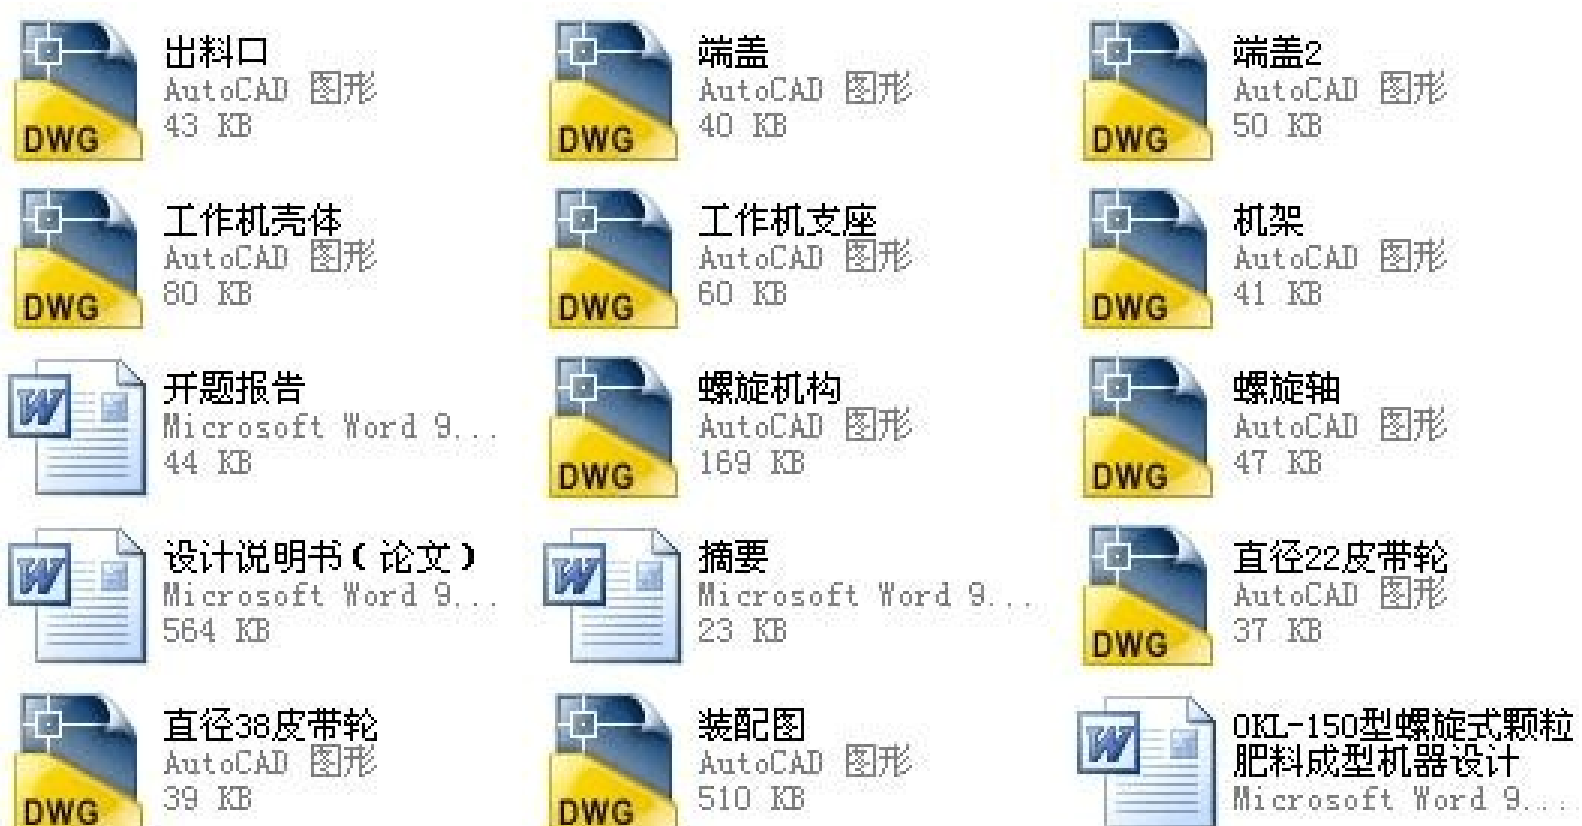 出料口
AutoCAD 图形
43 KB
DWG
端盖
AutoCAD 图形
40 KB
DWG
端盖2
AutoCAD 图形
50 KB
DWG
工作机壳体
AutoCAD 图形
80 KB
DWG
工作机支座
AutoCAD 图形
60 KB
DWG
机架
AutoCAD 图形
41 KB
DWG
开题报告
Microsoft Word 9...
44 KB
W
螺旋机构
AutoCAD 图形
169 KB
DWG
螺旋轴
AutoCAD 图形
47 KB
DWG
设计说明书(论文)
Microsoft Word 9...
564 KB
W
摘要
Microsoft Word 9...
23 KB
W
直径22皮带轮
AutoCAD 图形
37 KB
DWG
直径38皮带轮
AutoCAD 图形
39 KB
DWG
装配图
AutoCAD 图形
510 KB
DWG
OKL-150型螺旋式颗粒
肥料成型机器设计
Microsoft Word 9...
W